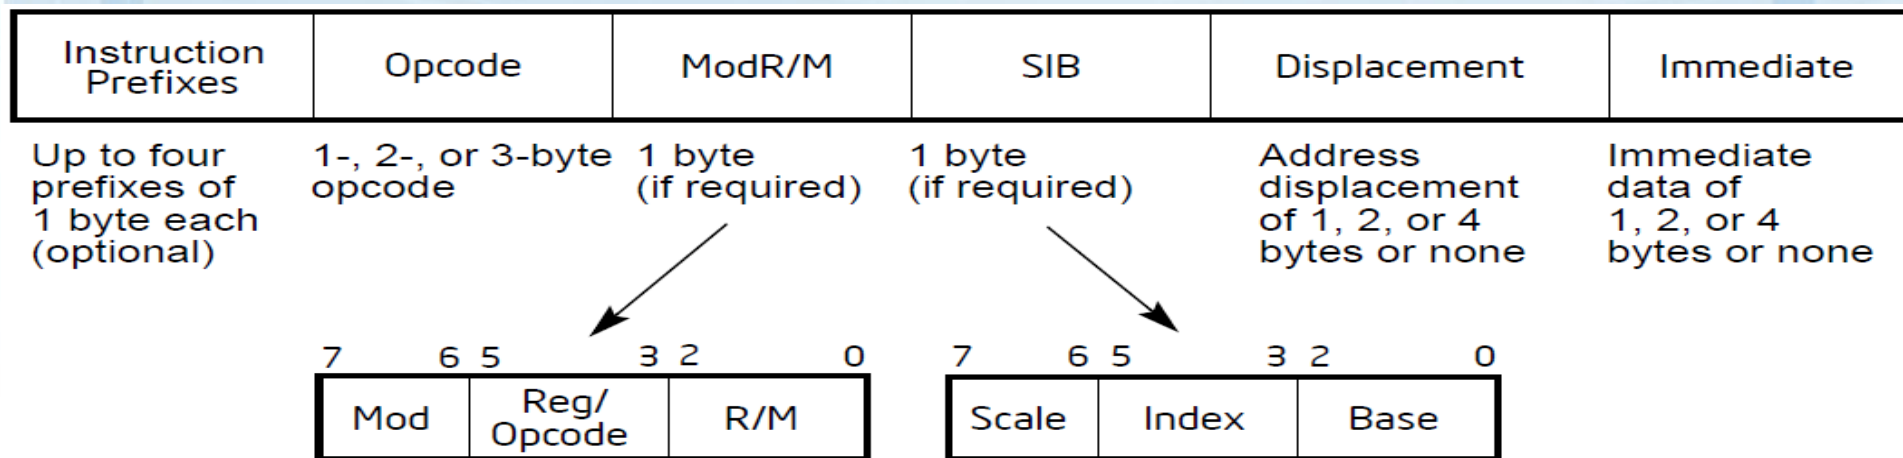 Instruction
Prefixes
Opcode
ModR/M
SIB
Displacement
Immediate
Up to four
prefixes of
1 byte each
(optional)
1-, 2-, or 3-byte
opcode
1 byte
(if required)
1 byte
(if required)
Address
displacement
of 1, 2, or 4
bytes or none
Immediate
data of
1, 2, or 4
bytes or none
7 6 5 3 2 0
Mod
Reg/
Opcode
R/M
7 6 5 3 2 0
Scale
Index
Base